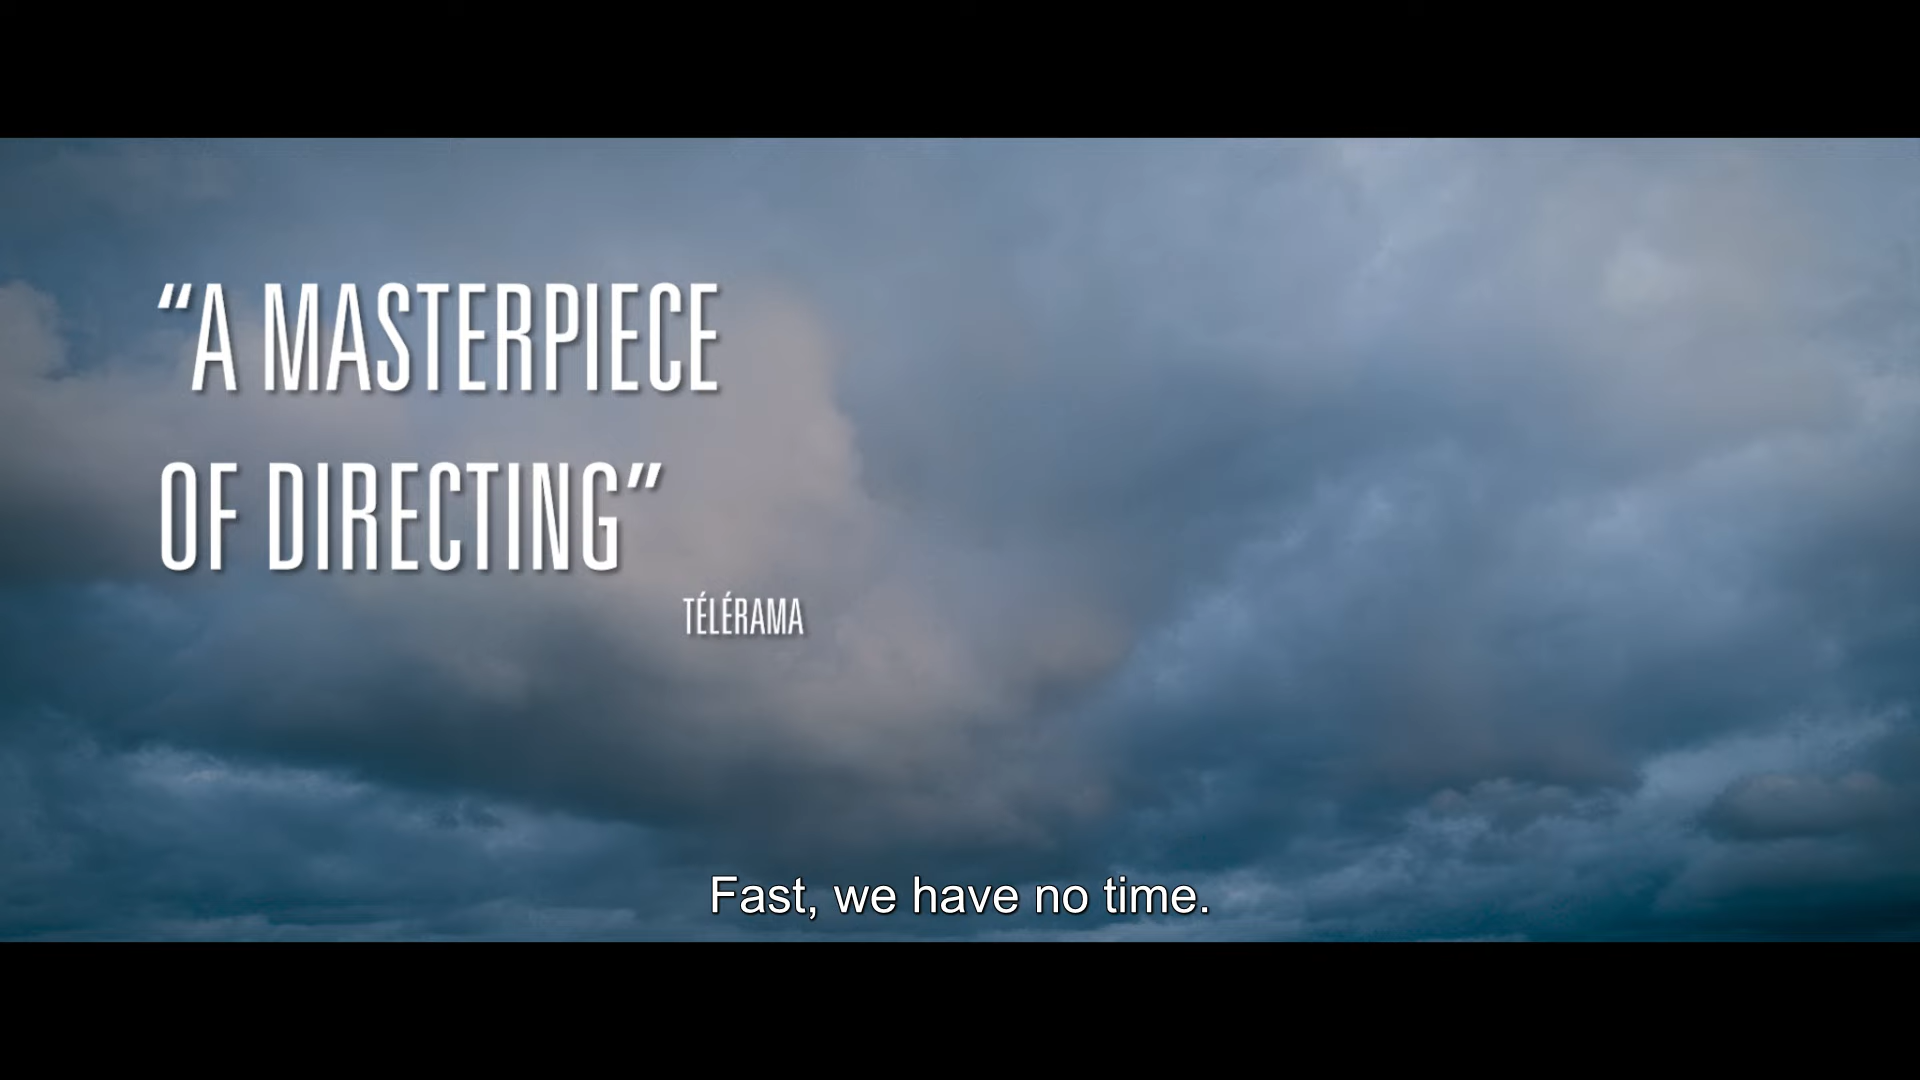 “A MASTERPIECE
OF DIRECTING”
TÉLÉRAMA
Fast, we have no time.